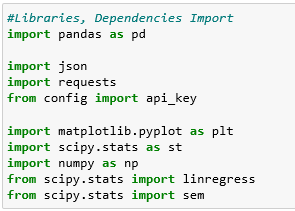 #Libraries, Dependencies Import
import pandas as pd
import json
import requests
from config import api_key
import matplotlib.pyplot as plt
import scipy.stats as st
import numpy as np
from scipy.stats import linregress
from scipy.stats import sem